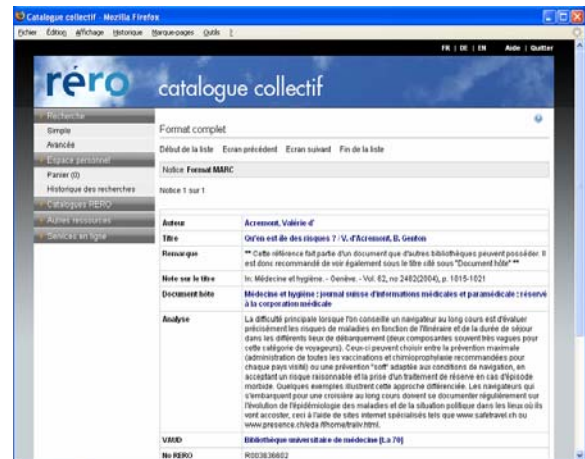 Catalogue collectif - Mozilla Firefox
Fichier Édition Affichage Historique Marque-pages Outils ?
FR | DE | EN Aide | Quitter
réro catalogue collectif
Recherche
Simple
Avancée
Espace personnel
Panier (0)
Historique des recherches
Catalogues RERO
Autres ressources
Services en ligne
Format complet
Début de la liste Ecran précédent Ecran suivant Fin de la liste
Notice Format MARC
Notice 1 sur 1
Auteur Acremont, Valérie d'
Titre Qu'en est ile des risques ? / V. d'Acremont, B. Genton
Remarque ** Cette référence fait partie d'un document que d'autres bibliothèques peuvent posséder. Il
est donc recommandé de voir également sous le titre cité sous "Document hôte" **
Note sur le titre In: Médecine et hygiène. - Genève. - Vol. 62, no 2482(2004), p. 1015-1021
Document hôte Médecine et hygiène : journal suisse d'informations médicales et paramédicale : réservé
à la corporation médicale
Analyse La difficulté principale lorsque l'on conseille un navigateur au long cours est d'évaluer
précisément les risques de maladies en fonction de l'itinéraire et de la durée de séjour
dans les différents lieux de débarquement (deux composantes souvent très vagues pour
cette catégorie de voyageurs). Ceux-ci peuvent choisir entre la prévention maximale
(administration de toutes les vaccinations et chimioprophylaxie recommandées pour
chaque pays visité) ou une prévention "soft" adaptée aux conditions de navigation, en
acceptant un risque raisonnable et la prise d'un traitement de réserve en cas d'épisode
morbide. Quelques exemples illustrent cette approche différenciée. Les navigateurs qui
s'embarquent pour une croisière au long cours doivent se documenter régulièrement sur
l'évolution de l'épidémiologie des maladies et de la situation politique dans les lieux où ils
vont accoster, ceci à l'aide de sites internet spécialisés tels que www.safetravel.ch ou
www.presence.ch/eda /f/home/traliv.html.
VAUD Bibliothèque universitaire de médecine [La 70]
No RERO R003836602